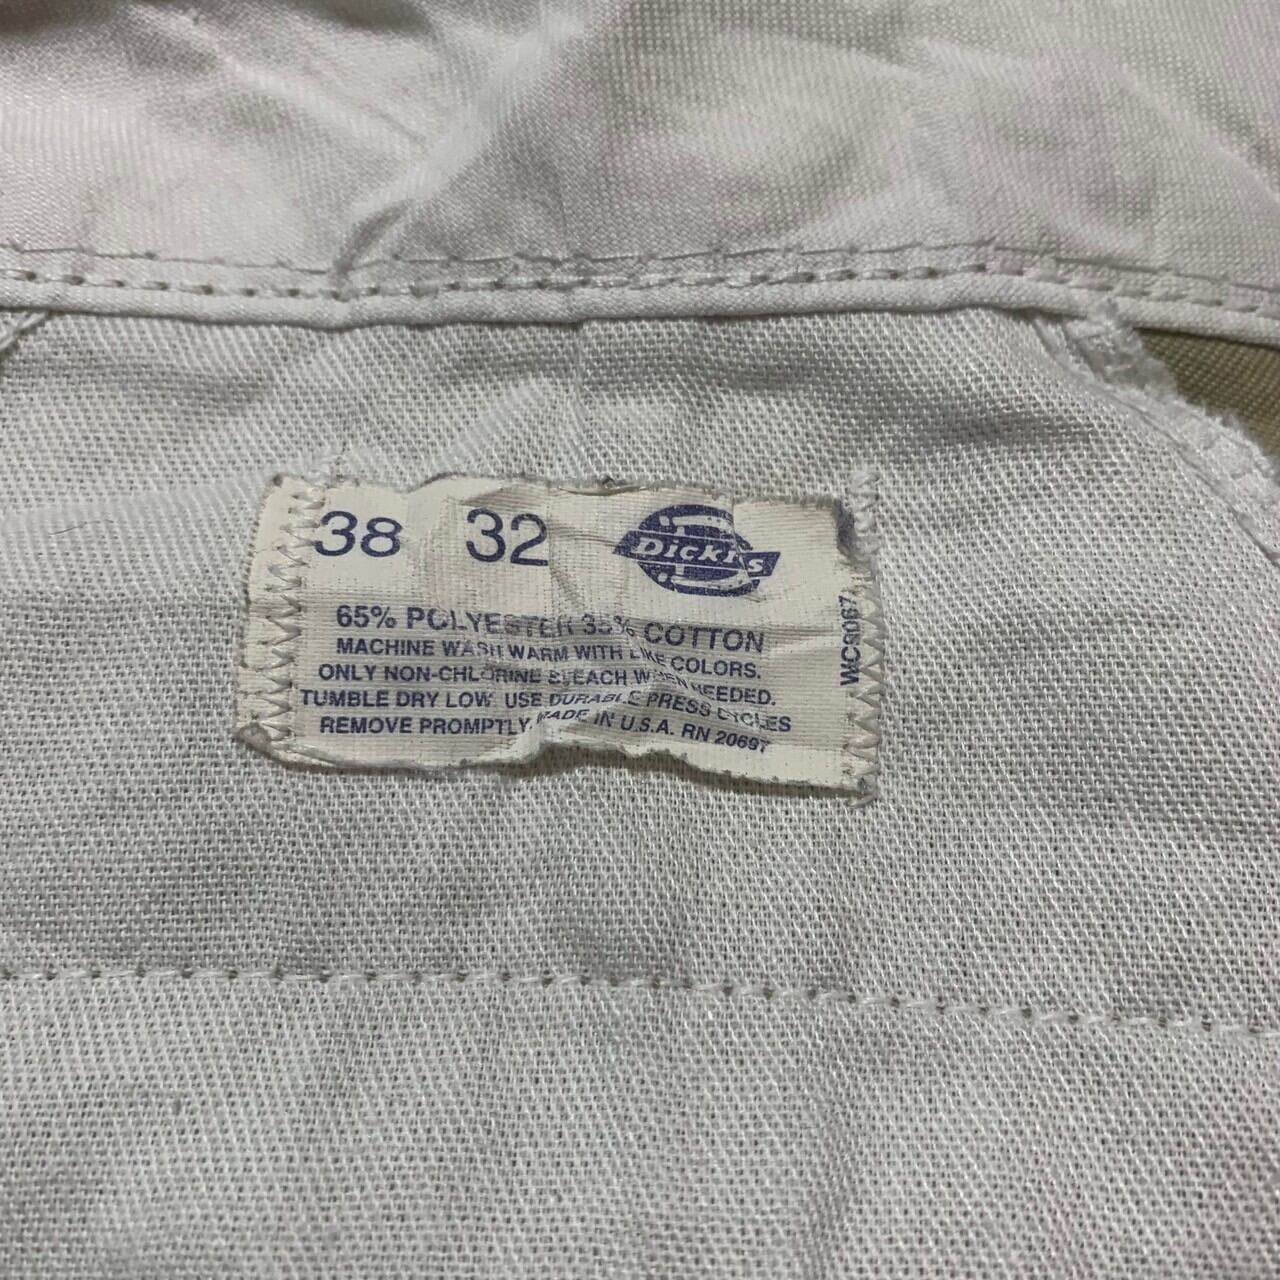 38 32 Dickies
65% POLYESTER 35% COTTON
MACHINE WASH WARM WITH LIKE COLORS.
ONLY NON-CHLORINE BLEACH WHEN NEEDED.
TUMBLE DRY LOW. USE DURABLE PRESS CYCLES
REMOVE PROMPTLY. MADE IN U.S.A. RN 20697